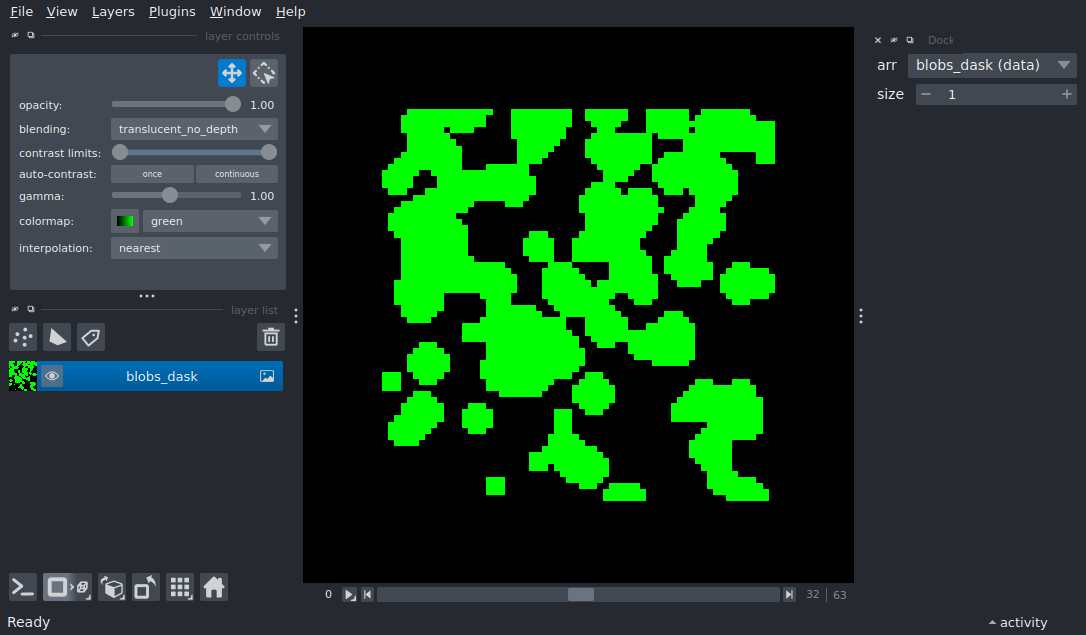 File View Layers Plugins Window Help
layer controls
opacity: 1.00
blending: translucent_no_depth
contrast limits:
auto-contrast: once continuous
gamma: 1.00
colormap: green
interpolation: nearest
layer list
blobs_dask
0 32 63
Ready
Dock
arr blobs_dask (data)
size 1
activity